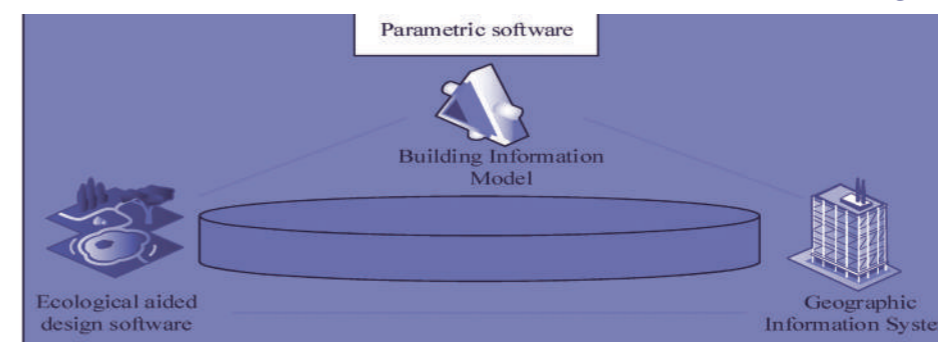 Parametric software
Building Information
Model
Ecological aided
design software
Geographic
Information Syste